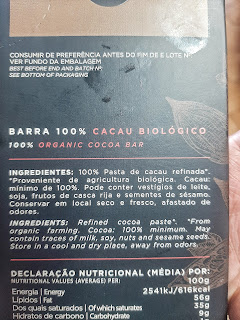 CONSUMIR DE PREFERÊNCIA ANTES DO FIM DE E LOTE Nº
VER FUNDO DA EMBALAGEM
BEST BEFORE END AND BATCH Nº:
SEE BOTTOM OF PACKAGING
BARRA 100% CACAU BIOLÓGICO
100% ORGANIC COCOA BAR
INGREDIENTES: 100% Pasta de cacau refinada*.
*Proveniente de agricultura biológica. Cacau:
mínimo de 100%. Pode conter vestígios de leite,
soja, frutos de casca rija e sementes de sésamo.
Conservar em local seco e fresco, afastado de
odores.
INGREDIENTS: Refined cocoa paste*. *From
organic farming. Cocoa: 100% minimum. May
contain traces of milk, soy, nuts and sesame seeds.
Store in a cool and dry place, away from odors.
DECLARAÇÃO NUTRICIONAL (MÉDIA) POR:
NUTRITIONAL VALUES (AVERAGE) PER: 100g
Energia | Energy 2541kJ/616kcal
Lípidos | Fat 56g
Dos quais saturados | Of which saturates 35g
Hidratos de carbono | Carbohydrate 9g